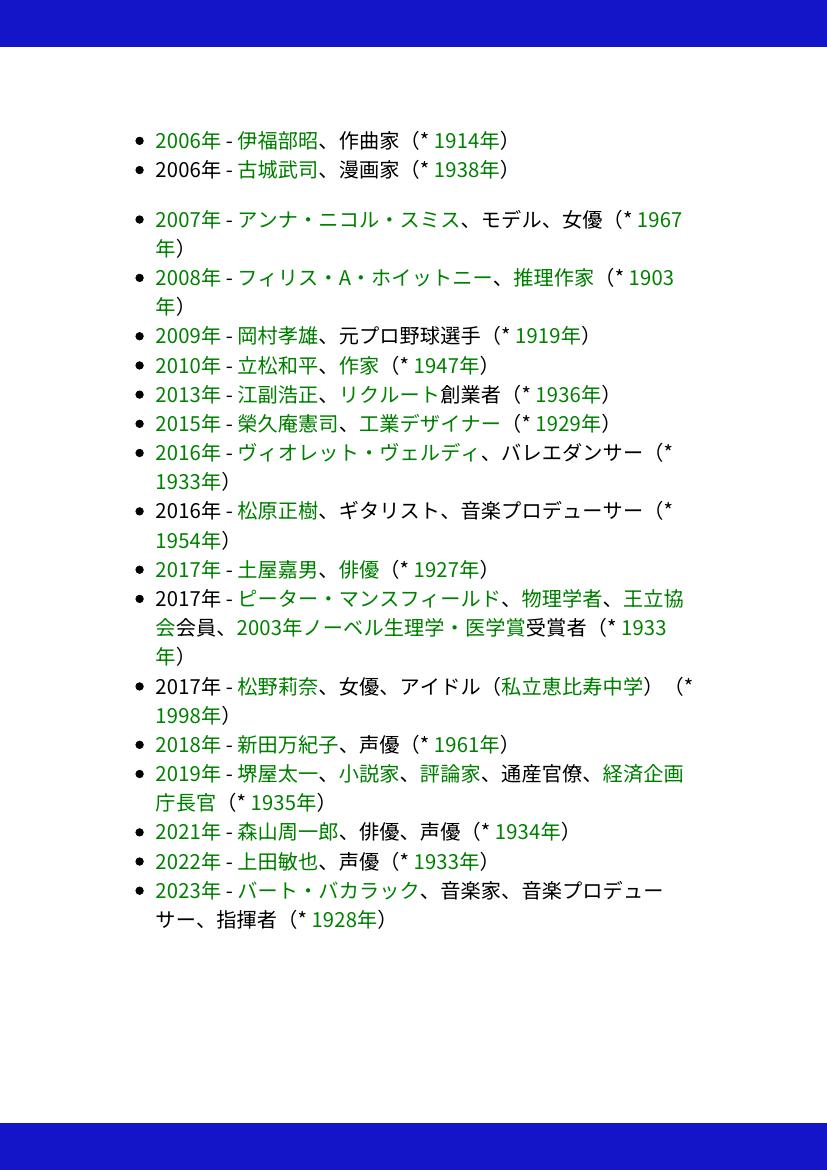 • 2006年 - 伊福部昭、作曲家（* 1914年）
• 2006年 - 古城武司、漫画家（* 1938年）
• 2007年 - アンナ・ニコル・スミス、モデル、女優（* 1967
年）
• 2008年 - フィリス・A・ホイットニー、推理作家（* 1903
年）
• 2009年 - 岡村孝雄、元プロ野球選手（* 1919年）
• 2010年 - 立松和平、作家（* 1947年）
• 2013年 - 江副浩正、リクルート創業者（* 1936年）
• 2015年 - 榮久庵憲司、工業デザイナー（* 1929年）
• 2016年 - ヴィオレット・ヴェルディ、バレエダンサー（*
1933年）
• 2016年 - 松原正樹、ギタリスト、音楽プロデューサー（*
1954年）
• 2017年 - 土屋嘉男、俳優（* 1927年）
• 2017年 - ピーター・マンスフィールド、物理学者、王立協
会会員、2003年ノーベル生理学・医学賞受賞者（* 1933
年）
• 2017年 - 松野莉奈、女優、アイドル（私立恵比寿中学）（*
1998年）
• 2018年 - 新田万紀子、声優（* 1961年）
• 2019年 - 堺屋太一、小説家、評論家、通産官僚、経済企画
庁長官（* 1935年）
• 2021年 - 森山周一郎、俳優、声優（* 1934年）
• 2022年 - 上田敏也、声優（* 1933年）
• 2023年 - バート・バカラック、音楽家、音楽プロデュー
サー、指揮者（* 1928年）